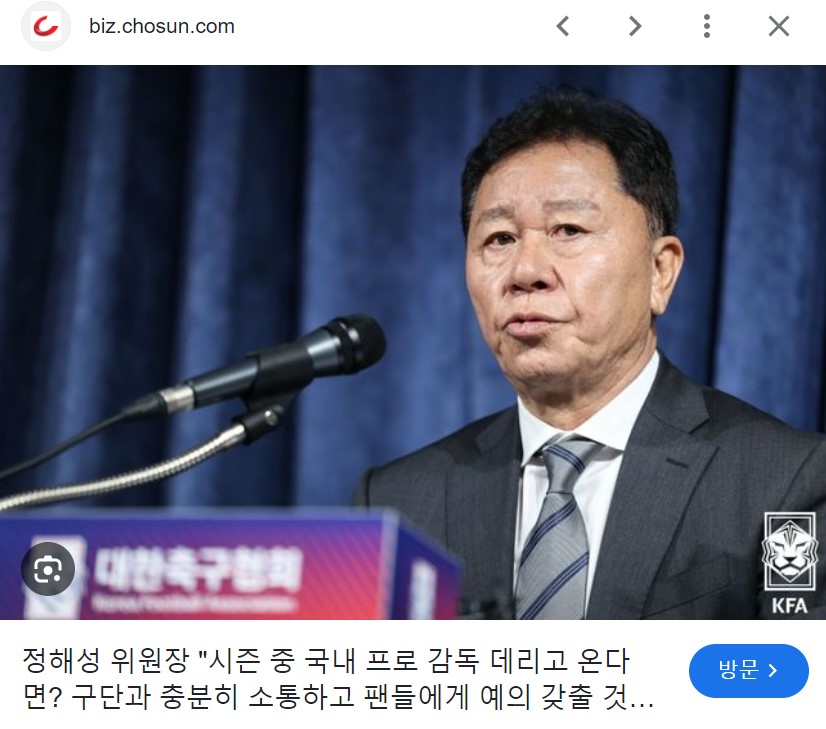 biz.chosun.com
대한축구협회
Korea Football Association
KFA
정해성 위원장 "시즌 중 국내 프로 감독 데리고 온다
면? 구단과 충분히 소통하고 팬들에게 예의 갖출 것...
방문